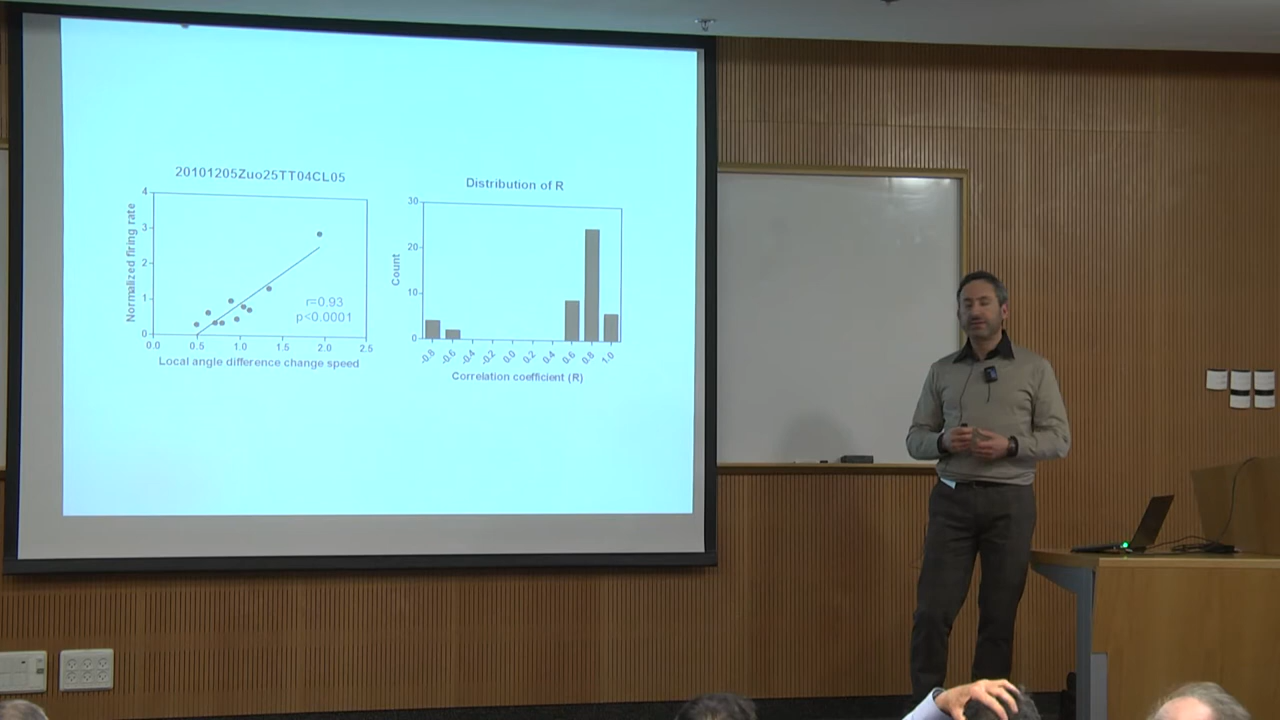 20101205Zuo25TT04CL05
Normalized firing rate
4
3
2
1
0
r=0.93
p<0.0001
0.0 0.5 1.0 1.5 2.0 2.5
Local angle difference change speed
Distribution of R
Count
30
20
10
0
-0.8 -0.6 -0.4 -0.2 0.0 0.2 0.4 0.6 0.8 1.0
Correlation coefficient (R)